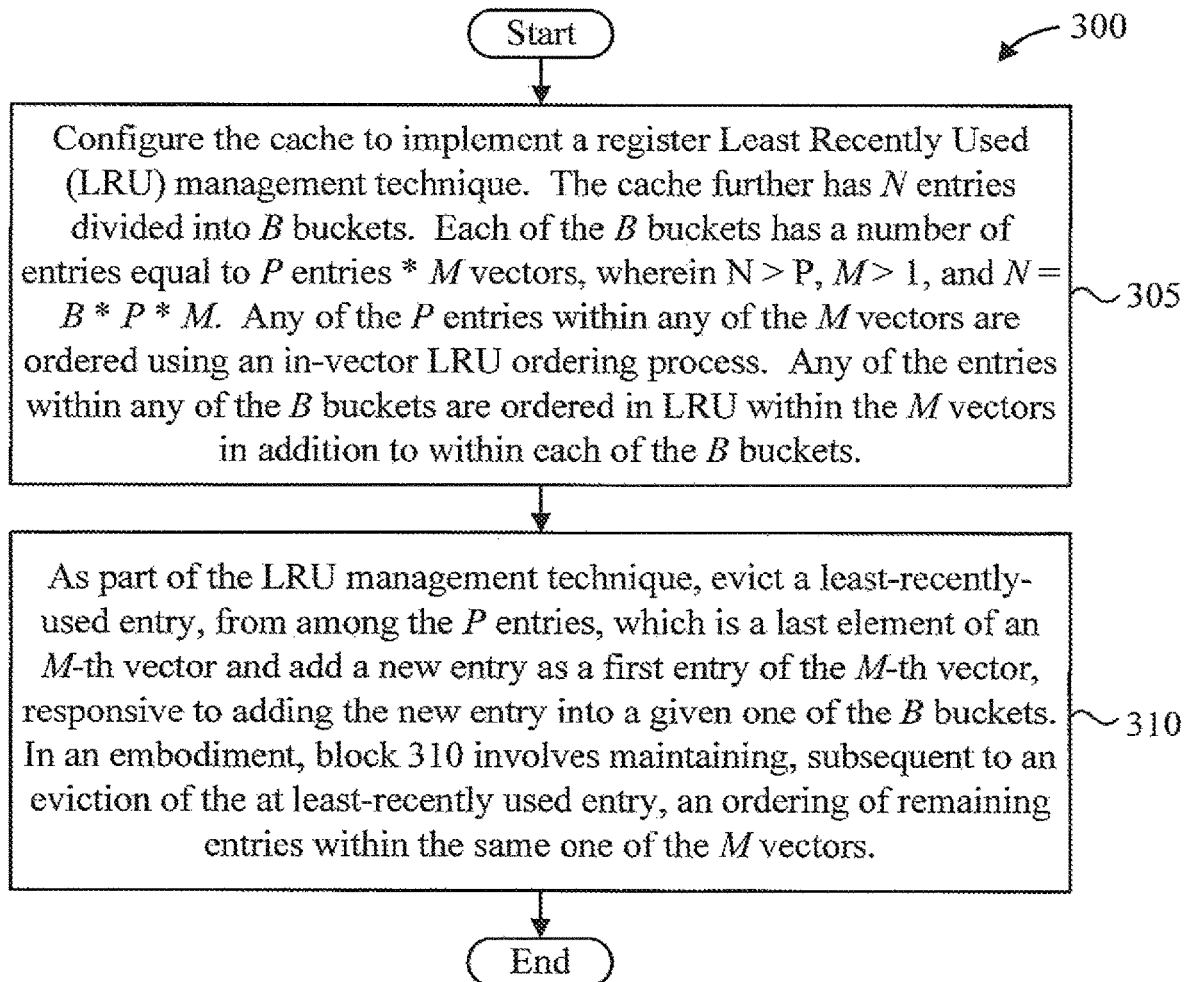 Start
300
Configure the cache to implement a register Least Recently Used
(LRU) management technique. The cache further has N entries
divided into B buckets. Each of the B buckets has a number of
entries equal to P entries * M vectors, wherein N > P, M > 1, and N =
B * P * M. Any of the P entries within any of the M vectors are
ordered using an in-vector LRU ordering process. Any of the entries
within any of the B buckets are ordered in LRU within the M vectors
in addition to within each of the B buckets.
305
As part of the LRU management technique, evict a least-recently-
used entry, from among the P entries, which is a last element of an
M-th vector and add a new entry as a first entry of the M-th vector,
responsive to adding the new entry into a given one of the B buckets.
In an embodiment, block 310 involves maintaining, subsequent to an
eviction of the at least-recently used entry, an ordering of remaining
entries within the same one of the M vectors.
310
End